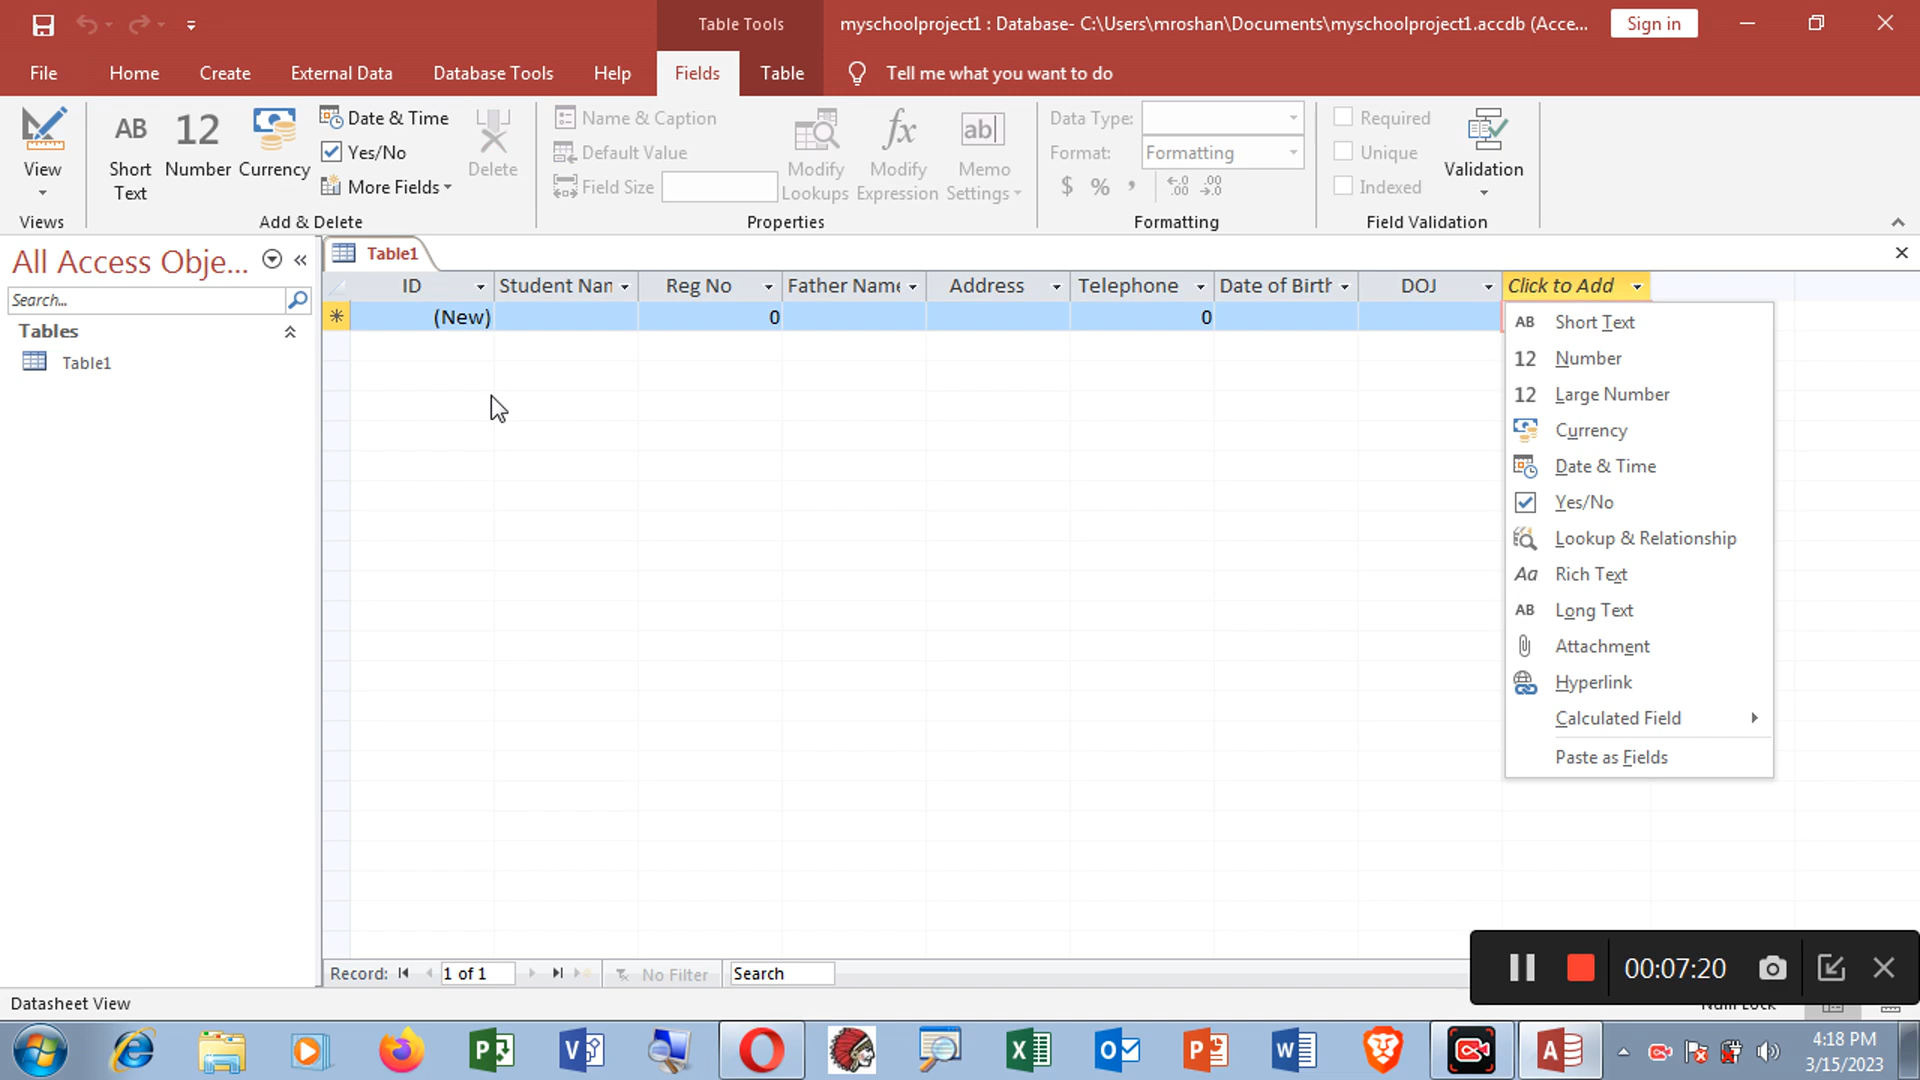 Table Tools
myschoolproject1 : Database- C:\Users\mroshan\Documents\myschoolproject1.accdb (Acce...
Sign in
File
Home
Create
External Data
Database Tools
Help
Fields
Table
Tell me what you want to do
View
Views
AB
Short Text
12
Number
Currency
Date & Time
Yes/No
More Fields
Delete
Add & Delete
Name & Caption
Default Value
Field Size
Modify Lookups
fx
Modify Expression
ab
Memo Settings
Properties
Data Type:
Format:
Formatting
$ % ,
Formatting
Required
Unique
Indexed
Validation
Field Validation
All Access Obje...
Search...
Tables
Table1
Table1
ID
Student Nan
Reg No
Father Name
Address
Telephone
Date of Birth
DOJ
Click to Add
(New)
0
0
AB Short Text
12 Number
12 Large Number
Currency
Date & Time
Yes/No
Lookup & Relationship
Aa Rich Text
AB Long Text
Attachment
Hyperlink
Calculated Field
Paste as Fields
Record:
1 of 1
No Filter
Search
00:07:20
Datasheet View
Num Lock
4:18 PM
3/15/2023